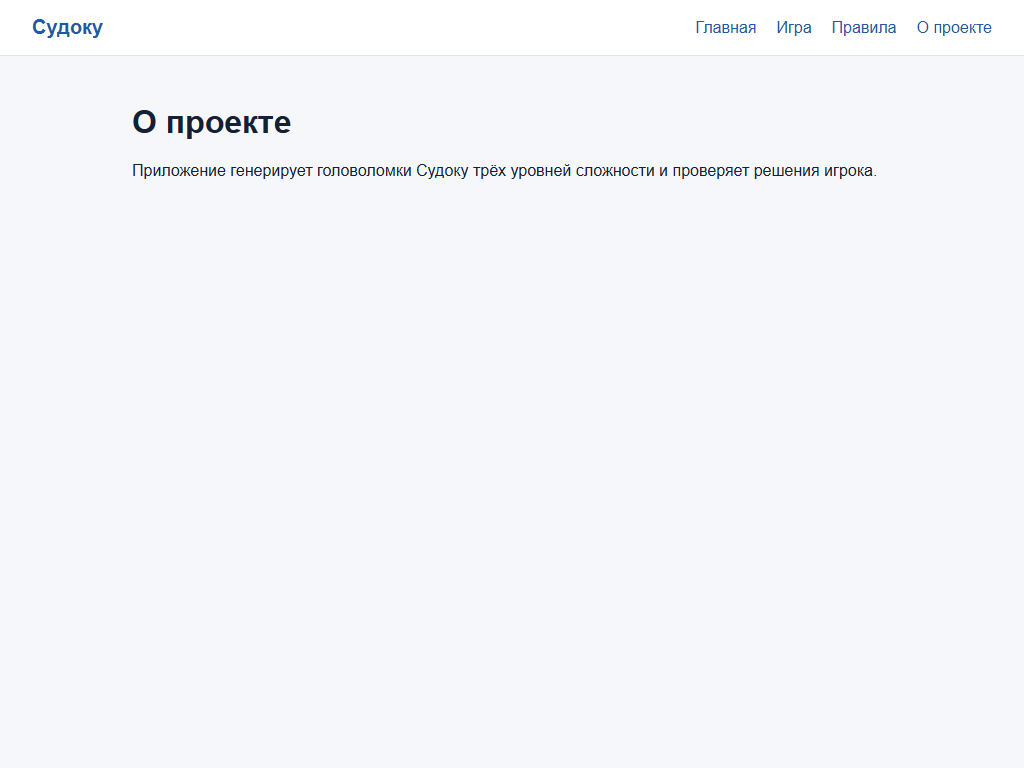 Судоку
Главная Игра Правила О проекте
О проекте
Приложение генерирует головоломки Судоку трёх уровней сложности и проверяет решения игрока.